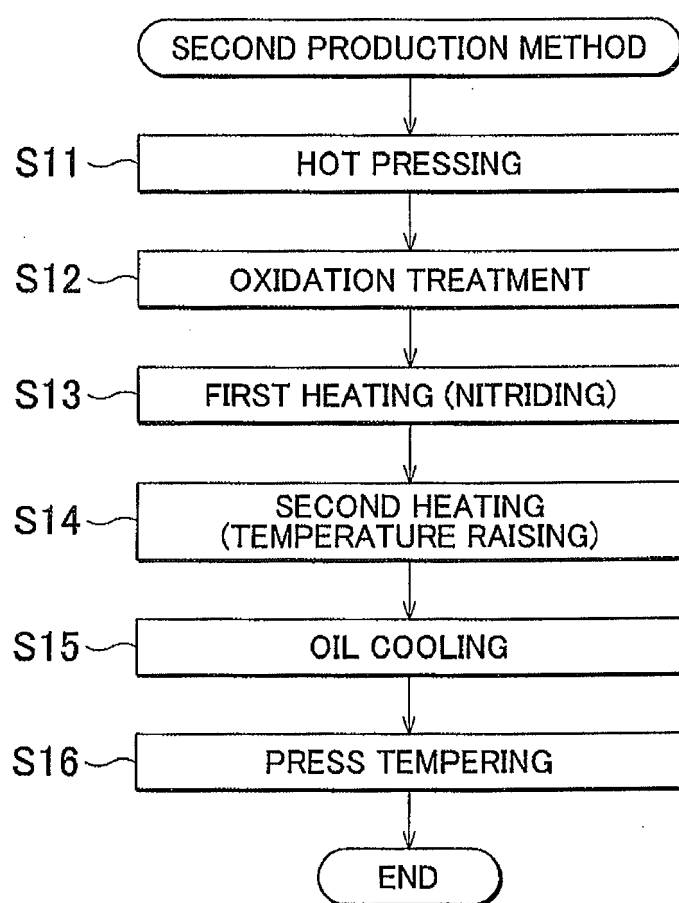 SECOND PRODUCTION METHOD
S11 HOT PRESSING
S12 OXIDATION TREATMENT
S13 FIRST HEATING (NITRIDING)
S14 SECOND HEATING
(TEMPERATURE RAISING)
S15 OIL COOLING
S16 PRESS TEMPERING
END